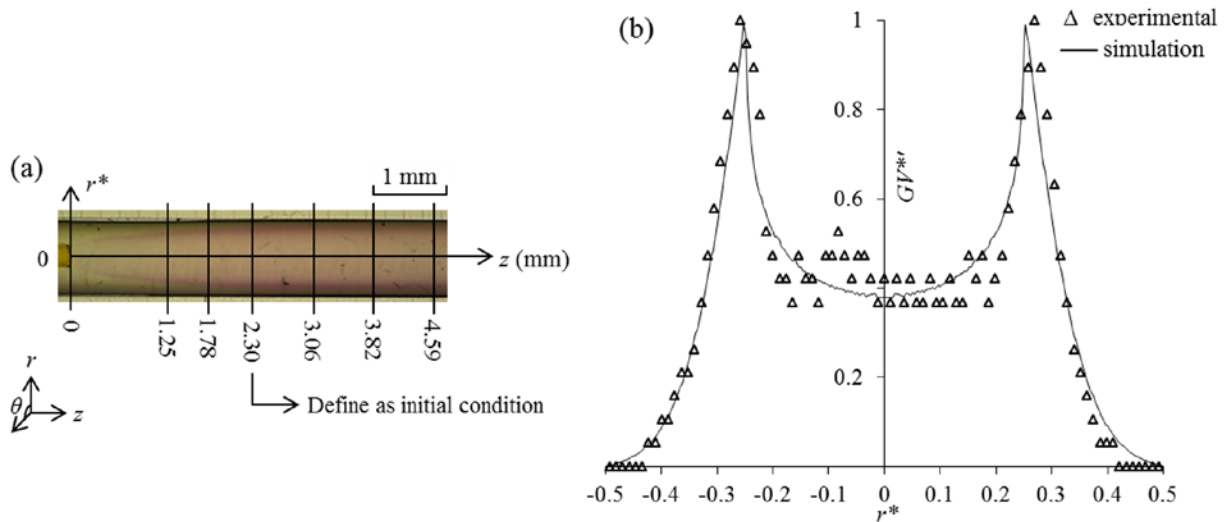 (a)
r*
1 mm
0
z (mm)
0
1.25
1.78
2.30
3.06
3.82
4.59
Define as initial condition
r
θ
z
(b)
Δ experimental
simulation
1
0.8
0.6
0.2
GV*'
-0.5 -0.4 -0.3 -0.2 -0.1 0 0.1 0.2 0.3 0.4 0.5
r*